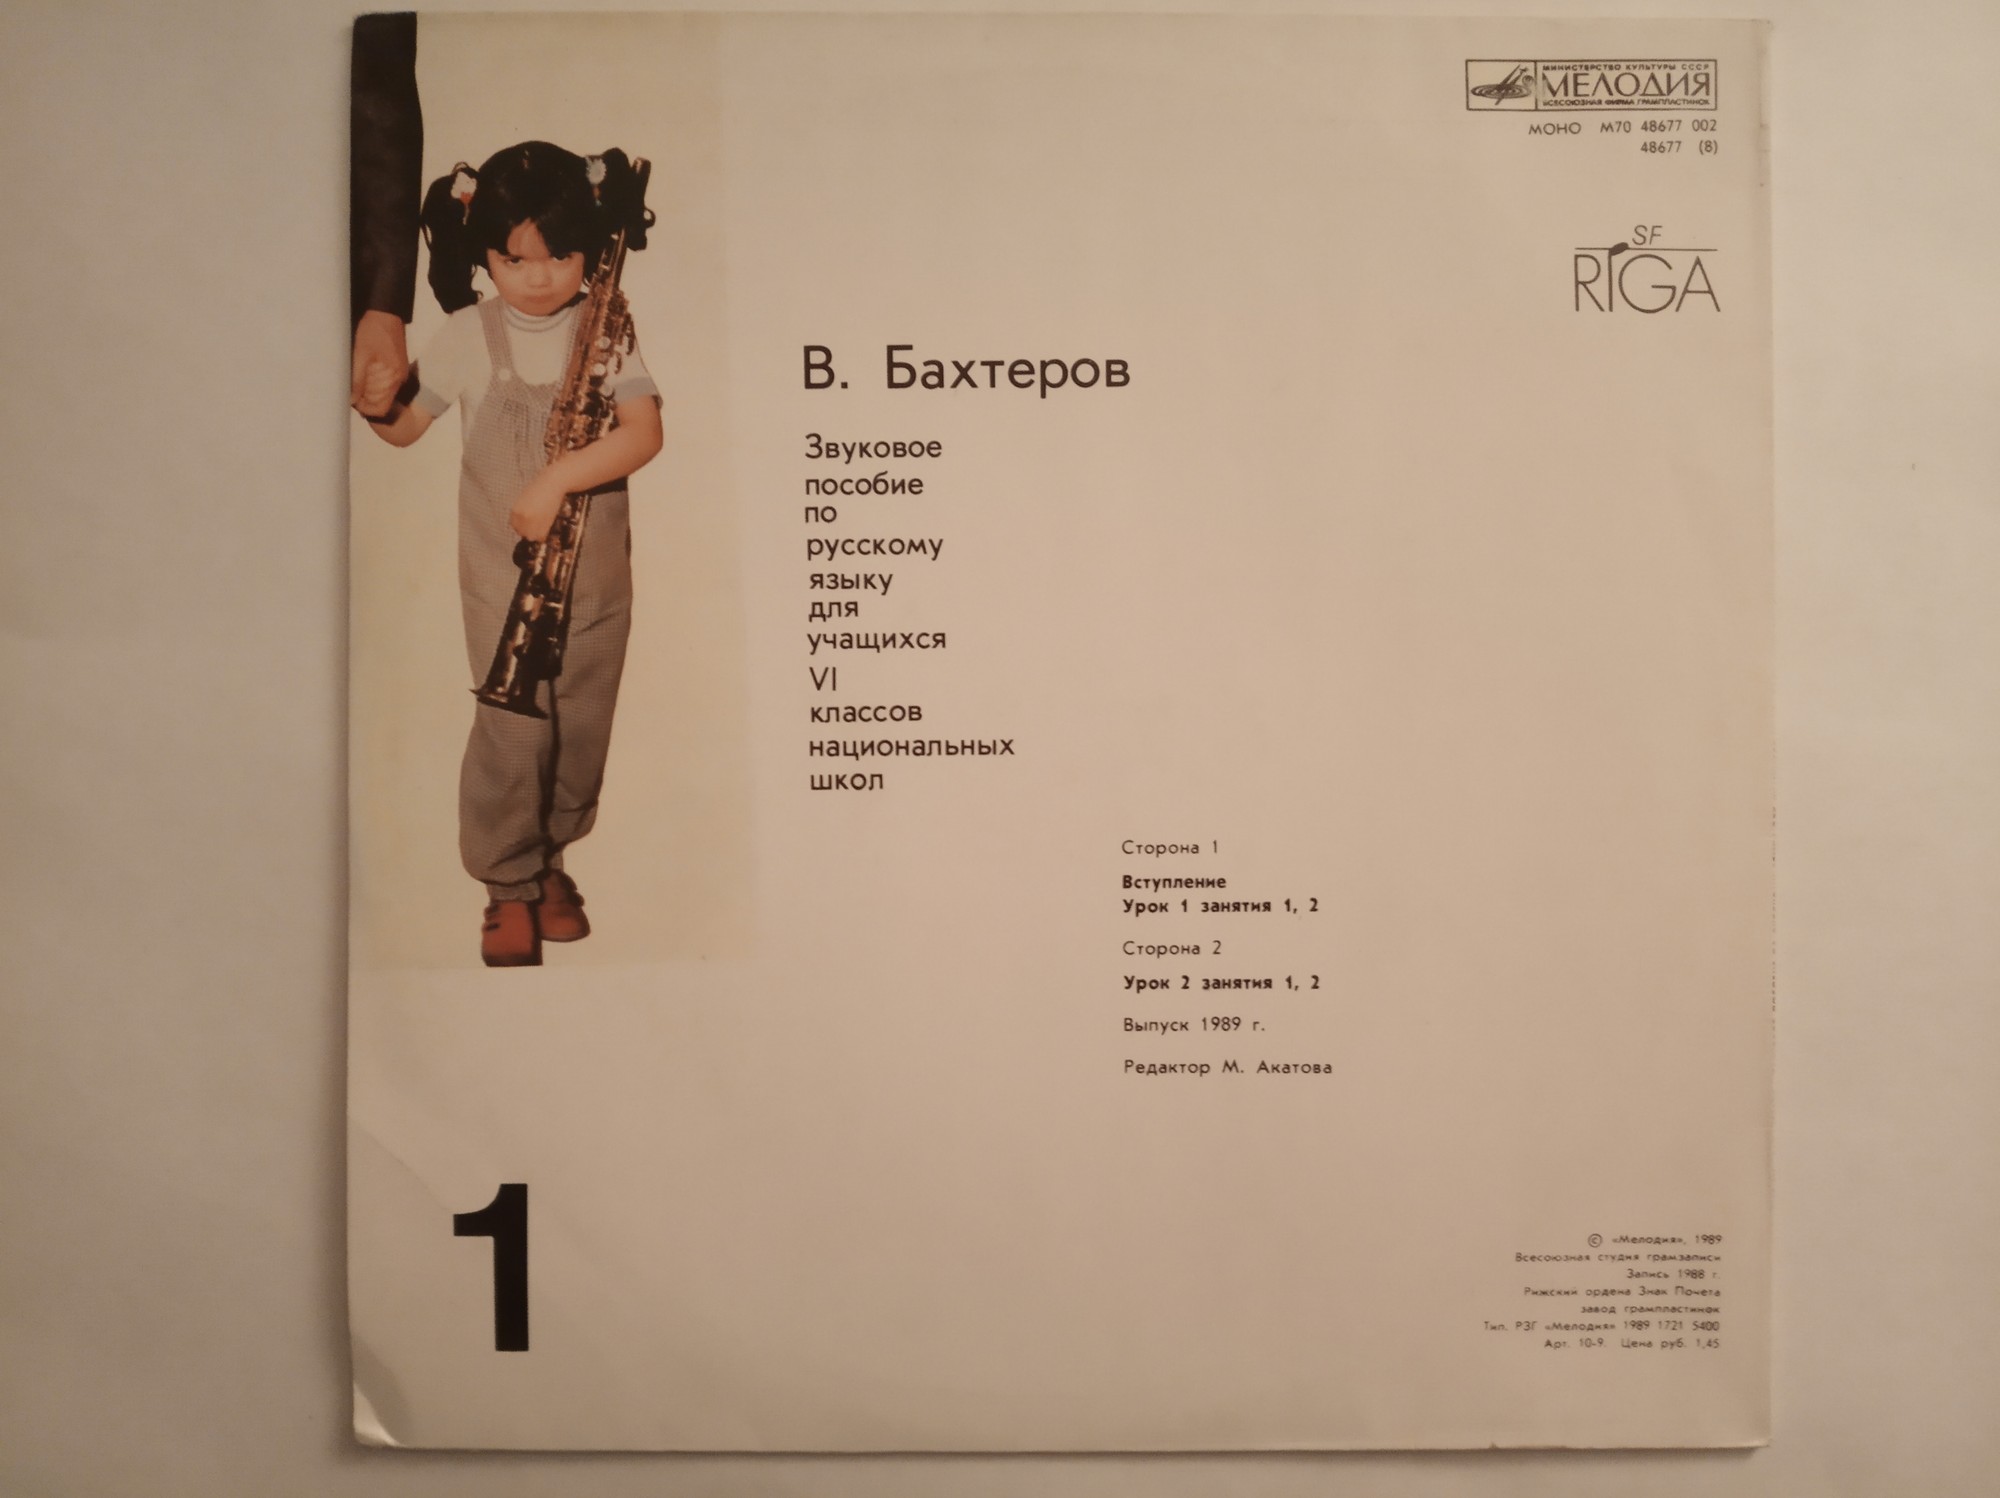 МИНИСТЕРСТВО КУЛЬТУРЫ СССР
МЕЛОДИЯ
ВСЕСОЮЗНАЯ ФИРМА ГРАМПЛАСТИНОК
МОНО М70 48677 002
48677 (8)
SF
RIGA
В. Бахтеров
Звуковое
пособие
по
русскому
языку
для
учащихся
VI
классов
национальных
школ
Сторона 1
Вступление
Урок 1 занятия 1, 2
Сторона 2
Урок 2 занятия 1, 2
Выпуск 1989 г.
Редактор М. Акатова
1
© «Мелодия», 1989
Всесоюзная студия грамзаписи
Запись 1988 г.
Рижский ордена Знак Почета
завод грампластинок
Тип. РЗГ «Мелодия» 1989 1721 5400
Арт. 10-9. Цена руб. 1,45